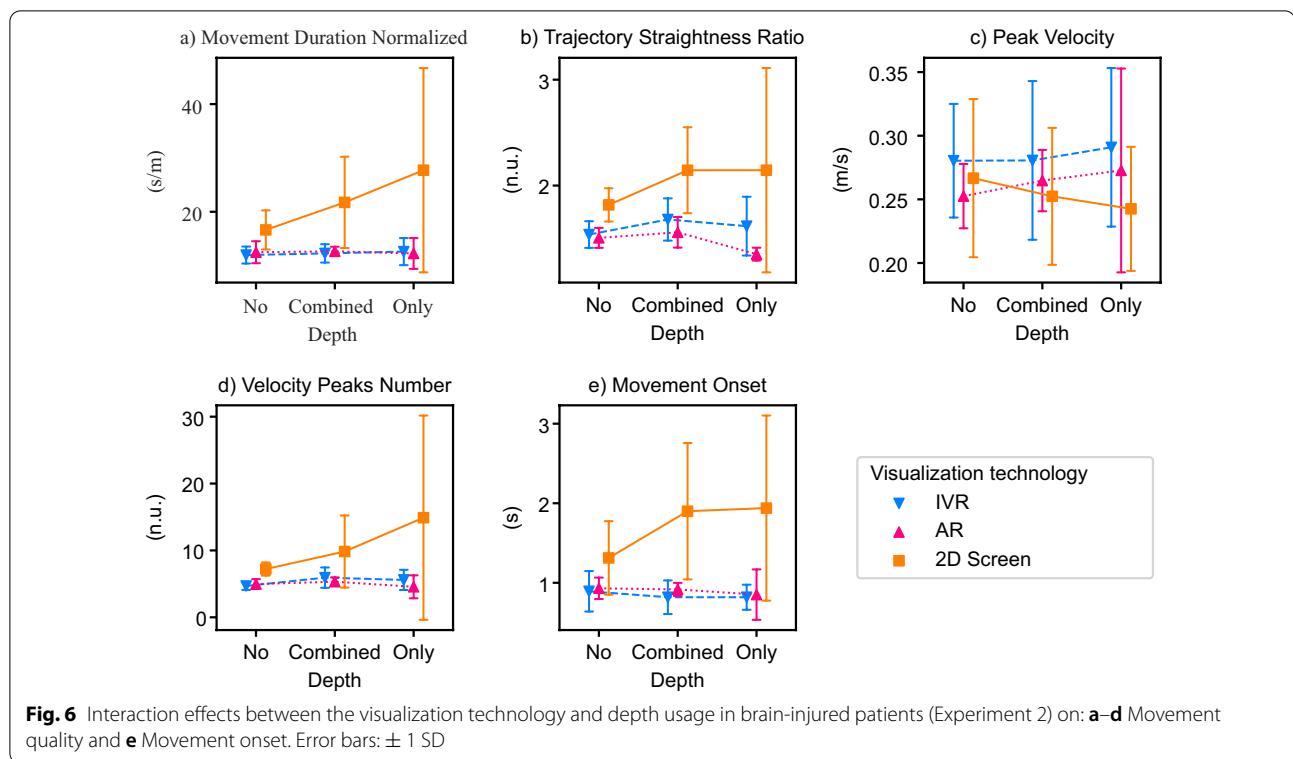 a) Movement Duration Normalized
(s/m)
40
20
No Combined Only
Depth
b) Trajectory Straightness Ratio
(n.u.)
3
2
No Combined Only
Depth
c) Peak Velocity
(m/s)
0.35
0.30
0.25
0.20
No Combined Only
Depth
d) Velocity Peaks Number
(n.u.)
30
20
10
0
No Combined Only
Depth
e) Movement Onset
(s)
3
2
1
No Combined Only
Depth
Visualization technology
IVR
AR
2D Screen
Fig. 6 Interaction effects between the visualization technology and depth usage in brain-injured patients (Experiment 2) on: a–d Movement
quality and e Movement onset. Error bars: ± 1 SD